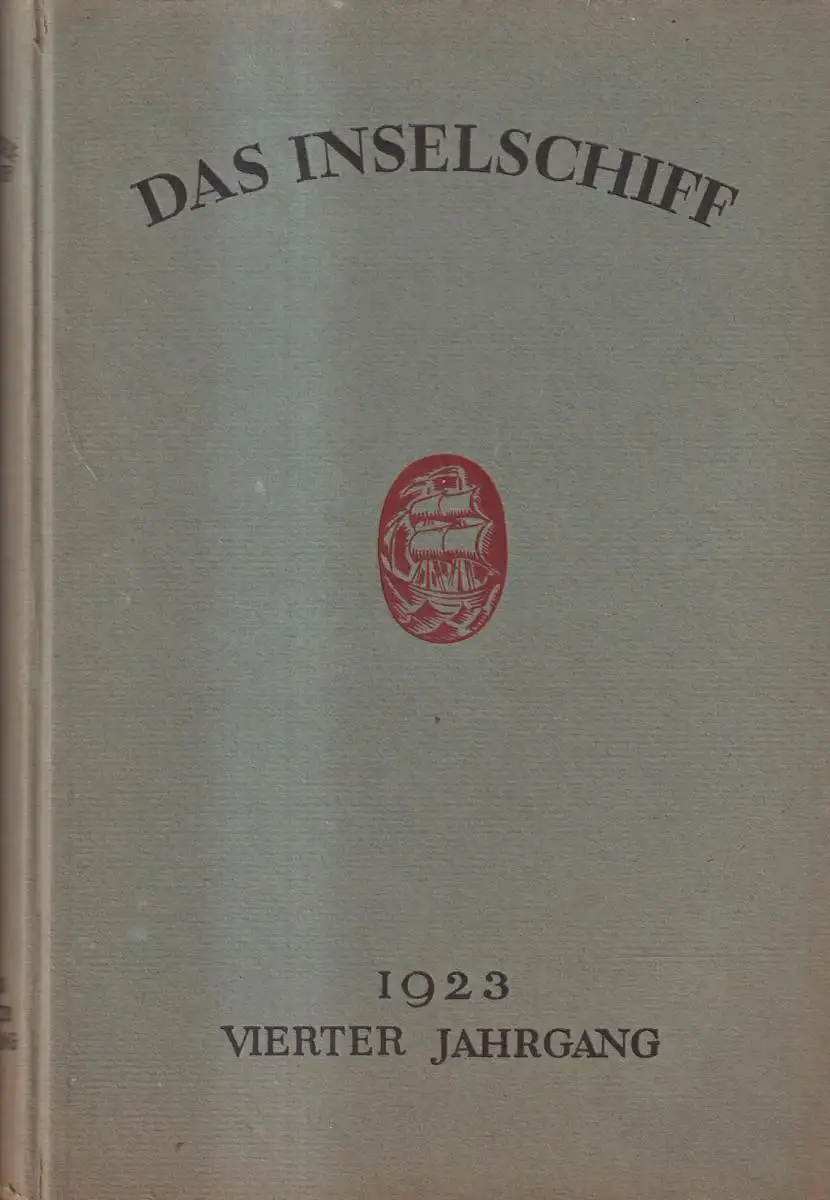 DAS INSELSCHIFF
1923
VIERTER JAHRGANG